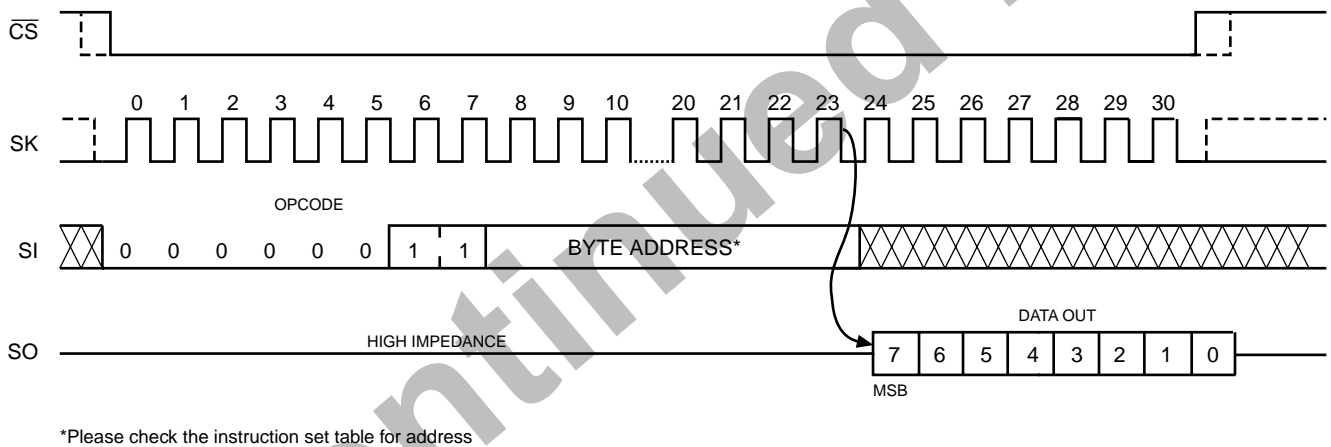 CS
0 1 2 3 4 5 6 7 8 9 10 20 21 22 23 24 25 26 27 28 29 30
SK
OPCODE
SI 0 0 0 0 0 0 1 1 BYTE ADDRESS*
DATA OUT
HIGH IMPEDANCE
SO 7 6 5 4 3 2 1 0
MSB
*Please check the instruction set table for address
ntinued